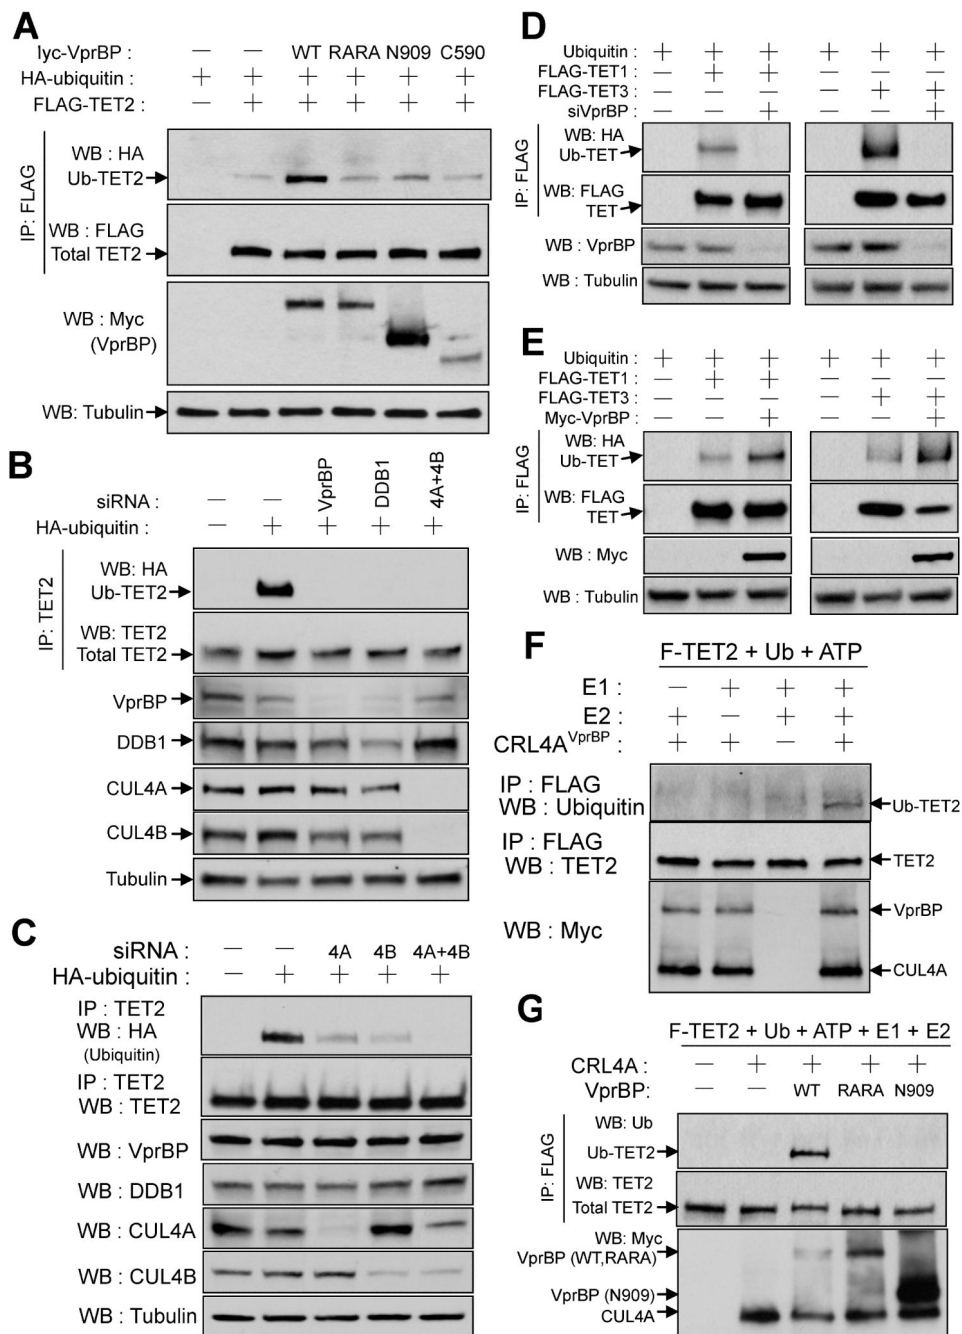 A
lyc-VprBP : — — WT RARA N909 C590
HA-ubiquitin : + + + + + +
FLAG-TET2 : — + + + + +
IP: FLAG
WB : HA
Ub-TET2
WB : FLAG
Total TET2
WB : Myc
(VprBP)
WB: Tubulin
B
siRNA : — — VprBP DDB1 4A+4B
HA-ubiquitin : — + + + +
IP: TET2
WB: HA
Ub-TET2
WB: TET2
Total TET2
VprBP
DDB1
CUL4A
CUL4B
Tubulin
C
siRNA : — — 4A 4B 4A+4B
HA-ubiquitin : — + + + +
IP : TET2
WB : HA
(Ubiquitin)
IP : TET2
WB : TET2
WB : VprBP
WB : DDB1
WB : CUL4A
WB : CUL4B
WB : Tubulin
D
Ubiquitin : + + + + + +
FLAG-TET1 : — + + — — —
FLAG-TET3 : — — — — + +
siVprBP : — — + — — +
IP: FLAG
WB: HA
Ub-TET
WB: FLAG
TET
WB : VprBP
WB : Tubulin
E
Ubiquitin : + + + + + +
FLAG-TET1 : — + + — — —
FLAG-TET3 : — — — — + +
Myc-VprBP : — — + — — +
IP: FLAG
WB: HA
Ub-TET
WB: FLAG
TET
WB : Myc
WB : Tubulin
F
F-TET2 + Ub + ATP
E1 : — + + +
E2 : + — + +
CRL4A^VprBP : + + — +
IP : FLAG
WB : Ubiquitin
Ub-TET2
IP : FLAG
WB : TET2
TET2
WB : Myc
VprBP
CUL4A
G
F-TET2 + Ub + ATP + E1 + E2
CRL4A : — + + + +
VprBP: — — WT RARA N909
IP: FLAG
WB: Ub
Ub-TET2
WB: TET2
Total TET2
WB: Myc
VprBP (WT,RARA)
VprBP (N909)
CUL4A